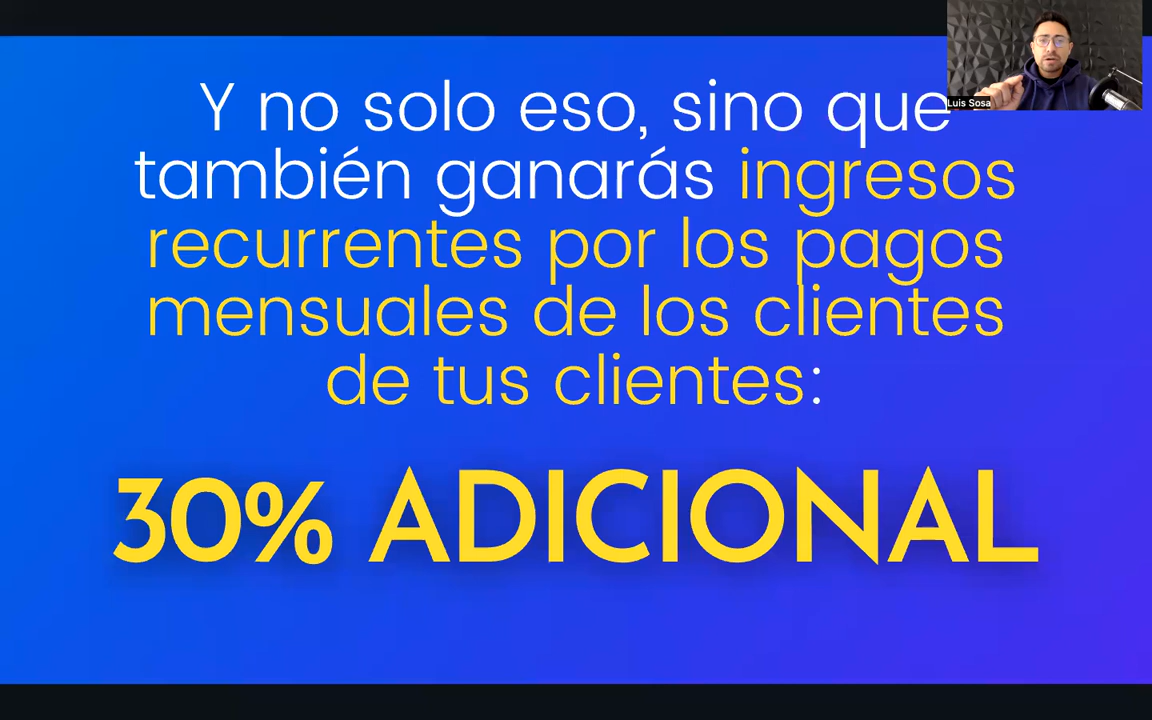 Y no solo eso, sino que
también ganarás ingresos
recurrentes por los pagos
mensuales de los clientes
de tus clientes:
30% ADICIONAL
Luis Sosa